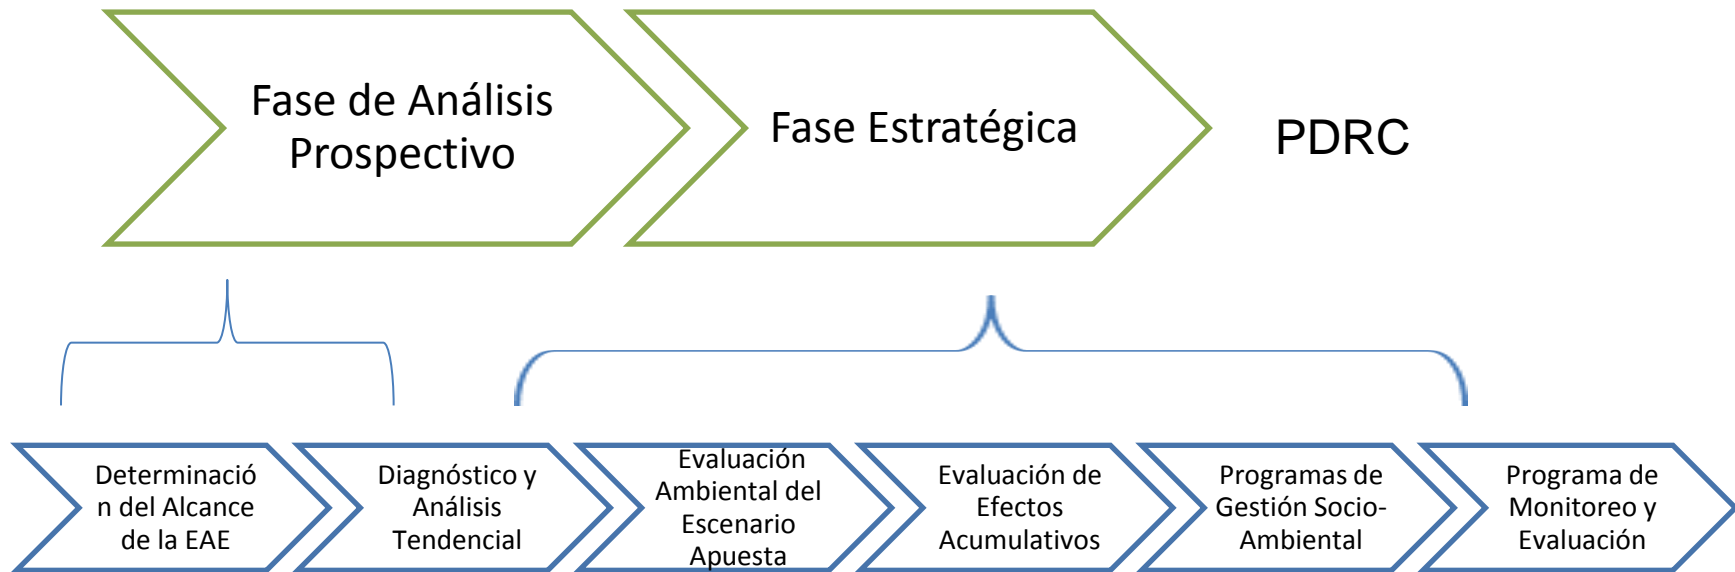 Fase de Análisis
Prospectivo
Fase Estratégica
PDRC
Determinació
n del Alcance
de la EAE
Diagnóstico y
Análisis
Tendencial
Evaluación
Ambiental del
Escenario
Apuesta
Evaluación de
Efectos
Acumulativos
Programas de
Gestión Socio-
Ambiental
Programa de
Monitoreo y
Evaluación